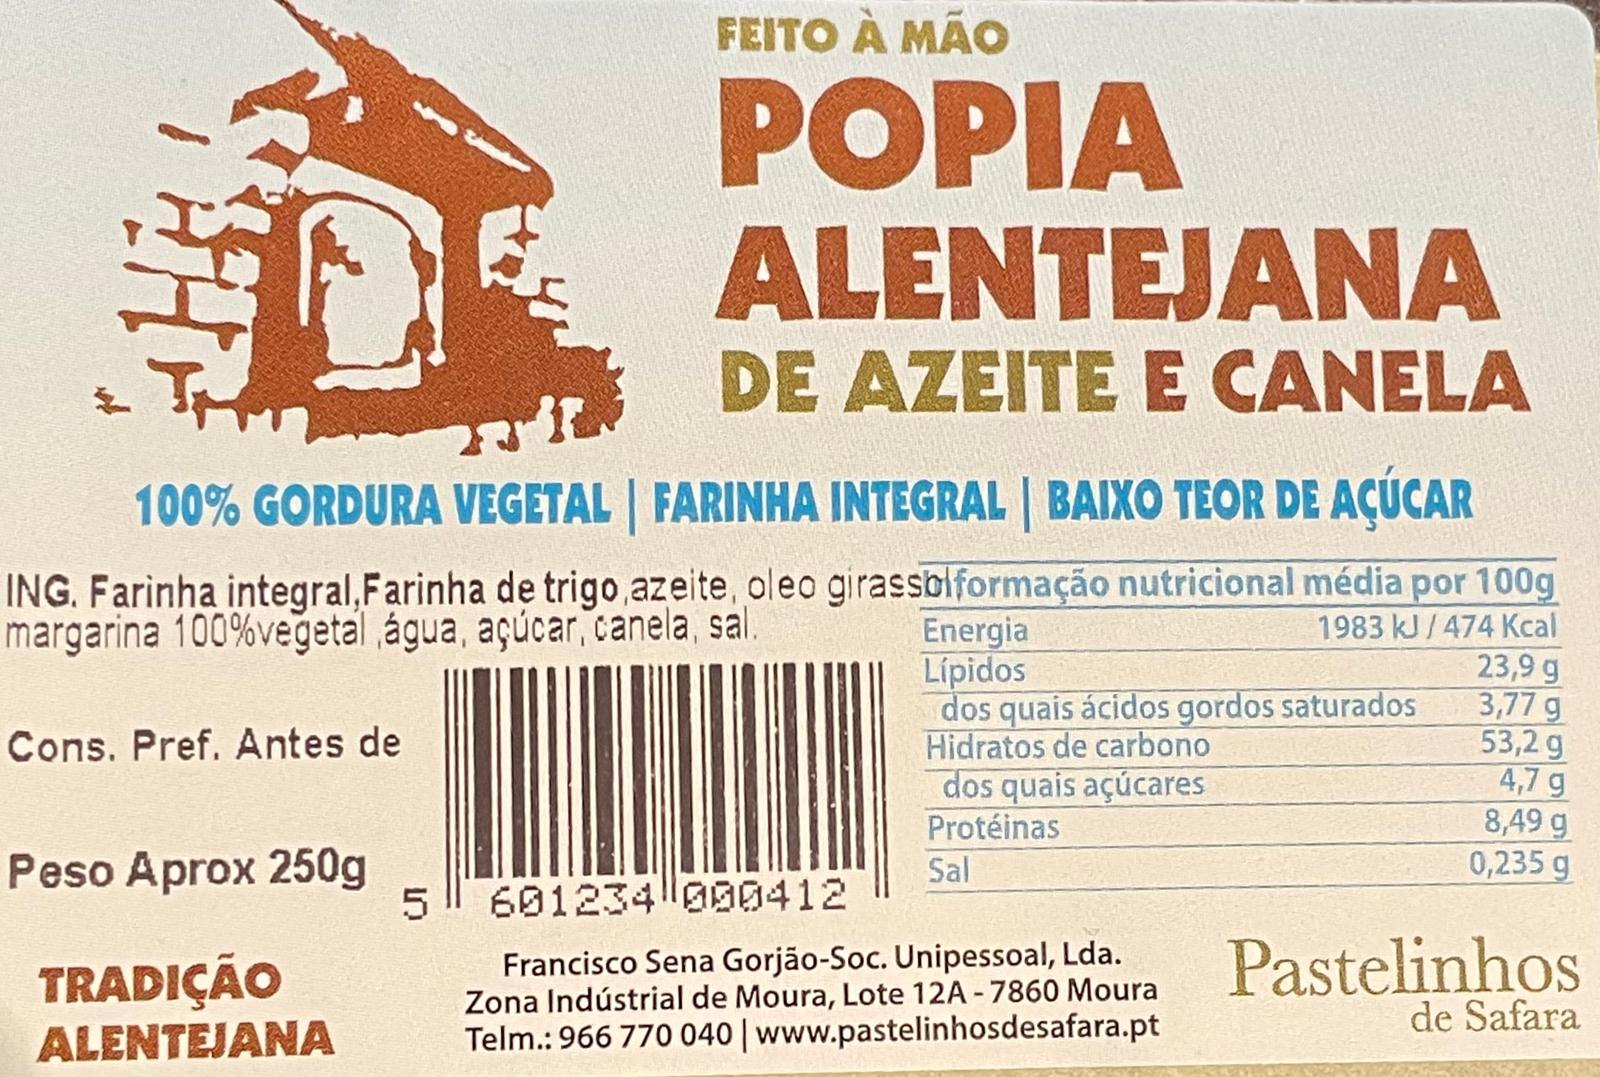 FEITO À MÃO
POPIA
ALENTEJANA
DE AZEITE E CANELA
100% GORDURA VEGETAL | FARINHA INTEGRAL | BAIXO TEOR DE AÇÚCAR
ING. Farinha integral,Farinha de trigo,azeite, oleo girassol
margarina 100%vegetal ,água, açúcar, canela, sal.
Cons. Pref. Antes de
Peso Aprox 250g
5 601234 000412
formação nutricional média por 100g
Energia 1983 kJ / 474 Kcal
Lípidos 23,9 g
dos quais ácidos gordos saturados 3,77 g
Hidratos de carbono 53,2 g
dos quais açúcares 4,7 g
Protéinas 8,49 g
Sal 0,235 g
TRADIÇÃO
ALENTEJANA
Francisco Sena Gorjão-Soc. Unipessoal, Lda.
Zona Indústrial de Moura, Lote 12A - 7860 Moura
Telm.: 966 770 040 | www.pastelinhosdesafara.pt
Pastelinhos
de Safara